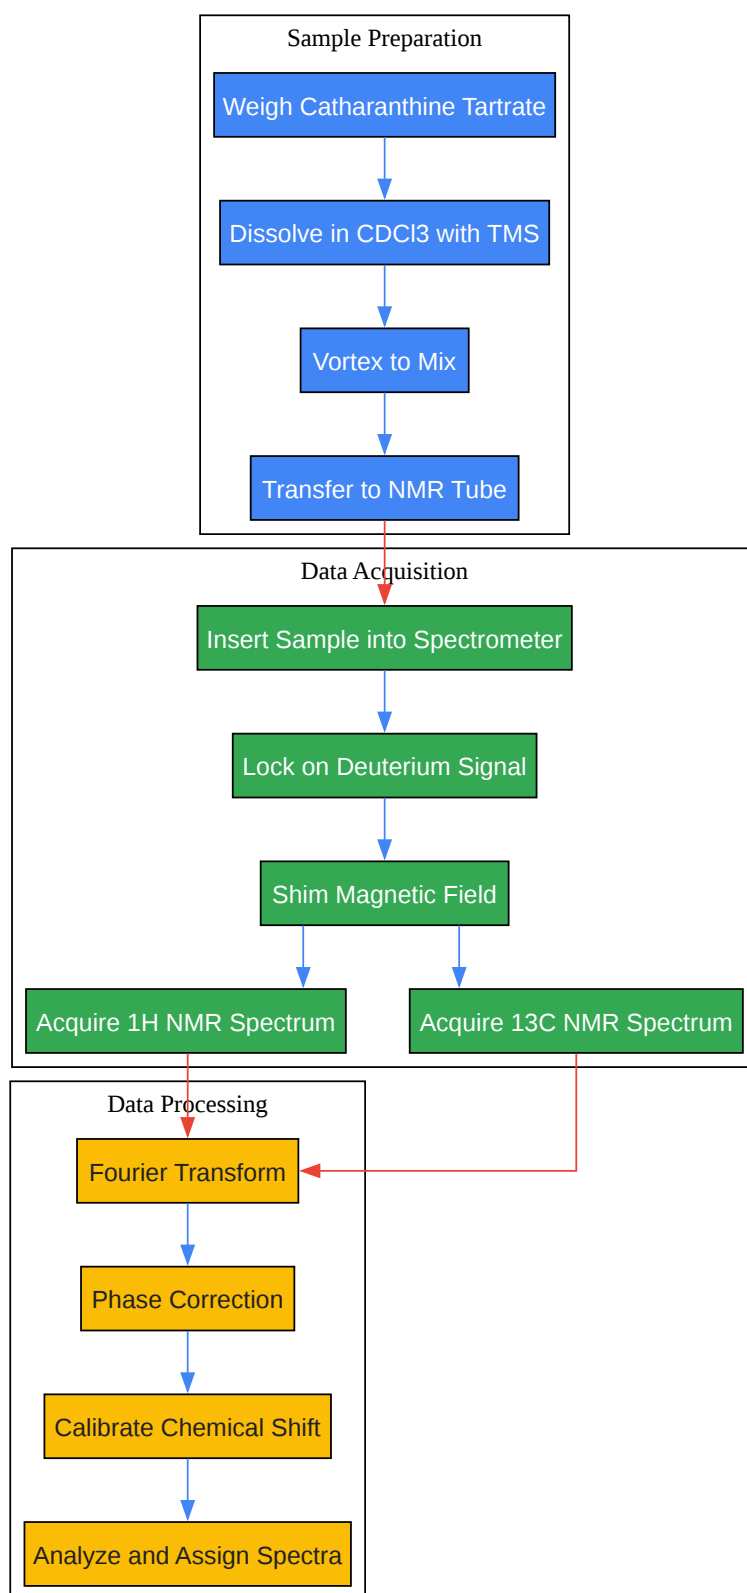 Sample Preparation
Weigh Catharanthine Tartrate
Dissolve in CDCl3 with TMS
Vortex to Mix
Transfer to NMR Tube
Data Acquisition
Insert Sample into Spectrometer
Lock on Deuterium Signal
Shim Magnetic Field
Acquire 1H NMR Spectrum
Acquire 13C NMR Spectrum
Data Processing
Fourier Transform
Phase Correction
Calibrate Chemical Shift
Analyze and Assign Spectra